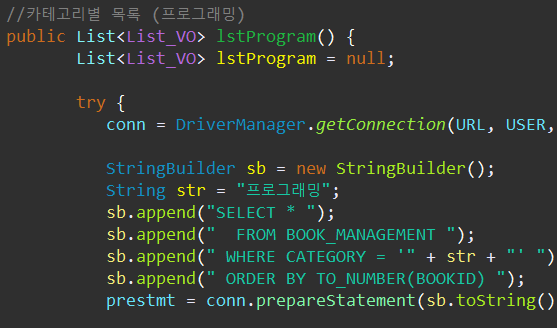 //카테고리별 목록 (프로그래밍)
public List<List_VO> lstProgram() {
List<List_VO> lstProgram = null;
try {
conn = DriverManager.getConnection(URL, USER,
StringBuilder sb = new StringBuilder();
String str = "프로그래밍";
sb.append("SELECT * ");
sb.append("  FROM BOOK_MANAGEMENT ");
sb.append(" WHERE CATEGORY = '" + str + "' ")
sb.append(" ORDER BY TO_NUMBER(BOOKID) ");
prestmt = conn.prepareStatement(sb.toString()